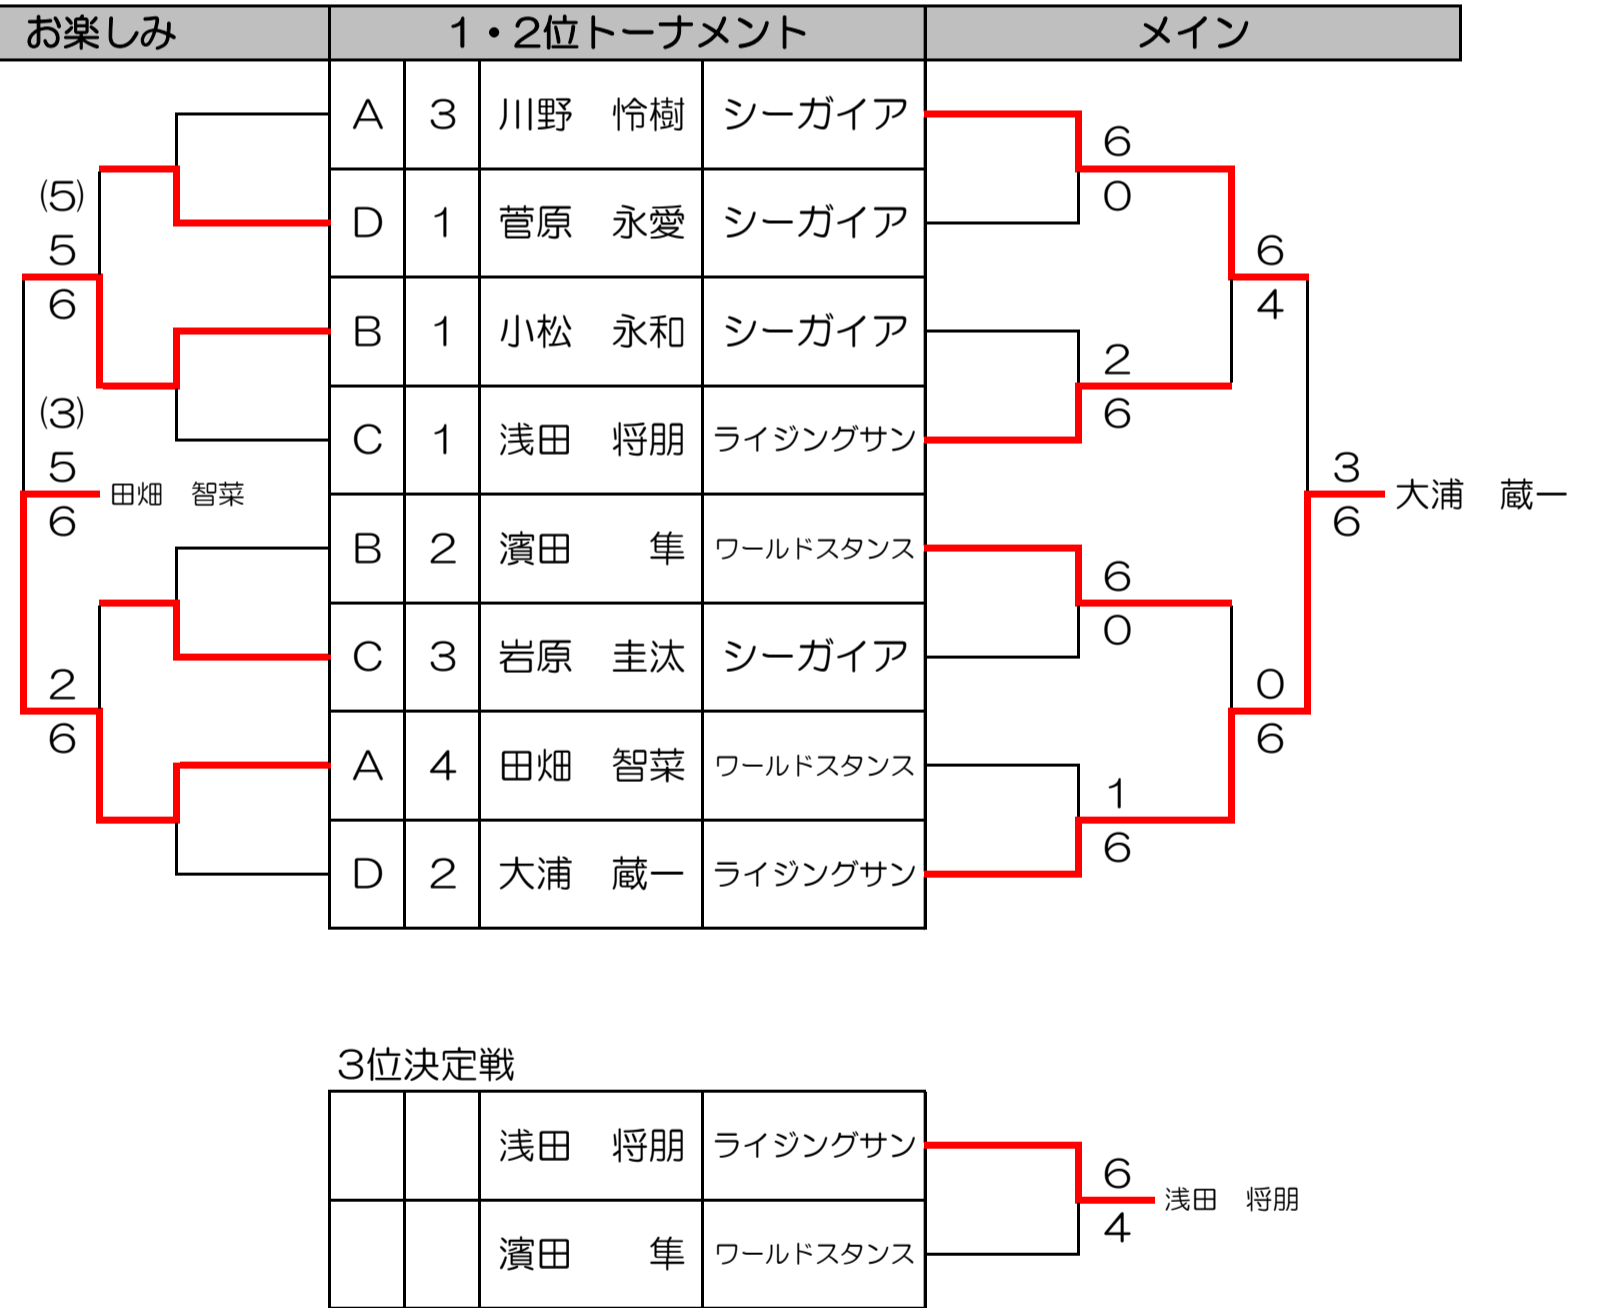 お楽しみ １・２位トーナメント メイン
A 3 川野　怜樹 シーガイア
6
0
(5)
5
6
D 1 菅原　永愛 シーガイア
6
4
B 1 小松　永和 シーガイア
2
6
(3)
5
6
C 1 浅田　将朋 ライジングサン
田畑　智菜
3
6
大浦　蔵一
B 2 濱田　　隼 ワールドスタンス
6
0
C 3 岩原　圭汰 シーガイア
2
6
0
6
A 4 田畑　智菜 ワールドスタンス
1
6
D 2 大浦　蔵一 ライジングサン
３位決定戦
浅田　将朋 ライジングサン
6
4
浅田　将朋
濱田　　隼 ワールドスタンス